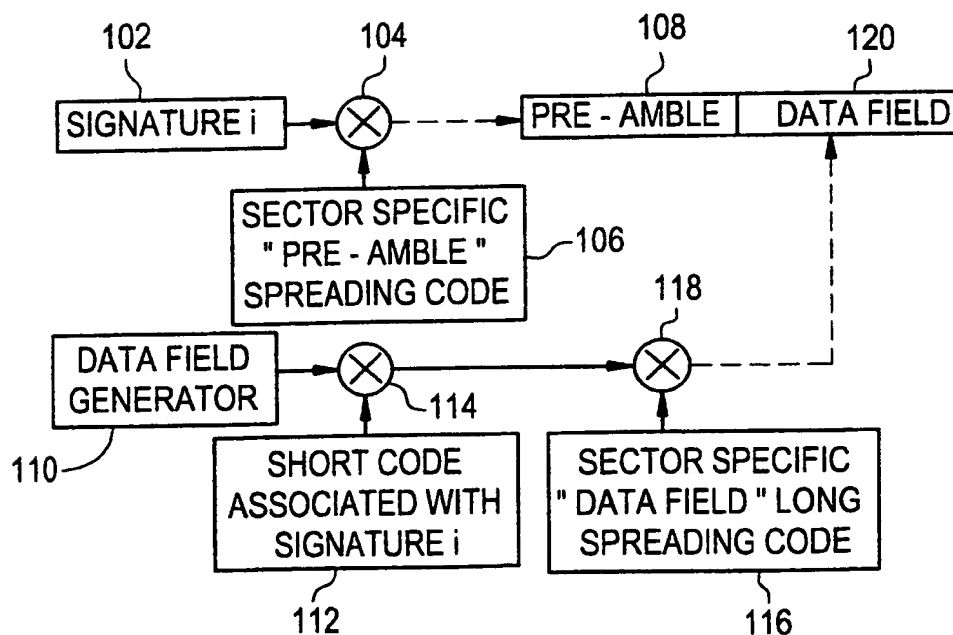 102
104
108
120
SIGNATURE i
PRE - AMBLE
DATA FIELD
SECTOR SPECIFIC
" PRE - AMBLE "
SPREADING CODE
106
118
DATA FIELD
GENERATOR
114
110
SHORT CODE
ASSOCIATED WITH
SIGNATURE i
SECTOR SPECIFIC
" DATA FIELD " LONG
SPREADING CODE
112
116